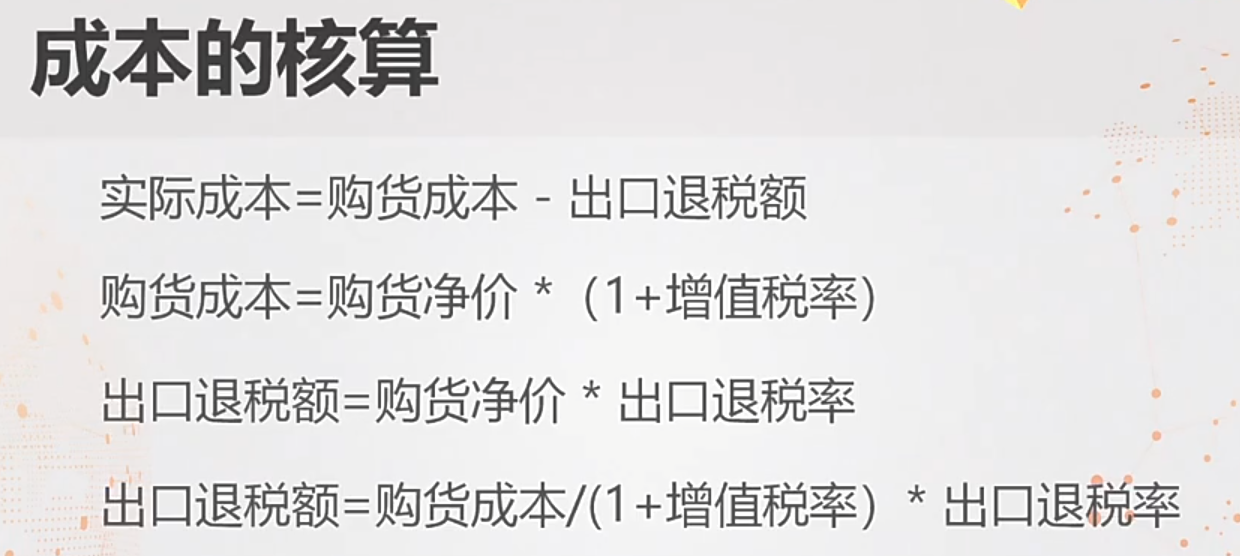 成本的核算
实际成本=购货成本 - 出口退税额
购货成本=购货净价 *（1+增值税率）
出口退税额=购货净价 * 出口退税率
出口退税额=购货成本/(1+增值税率） * 出口退税率